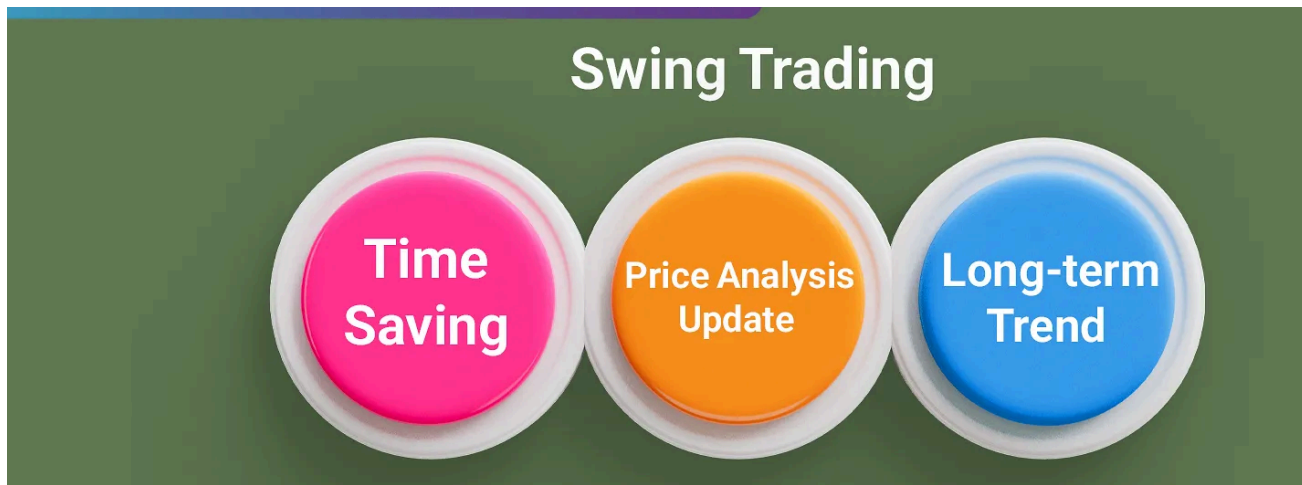 Swing Trading
Time
Saving
Price Analysis
Update
Long-term
Trend